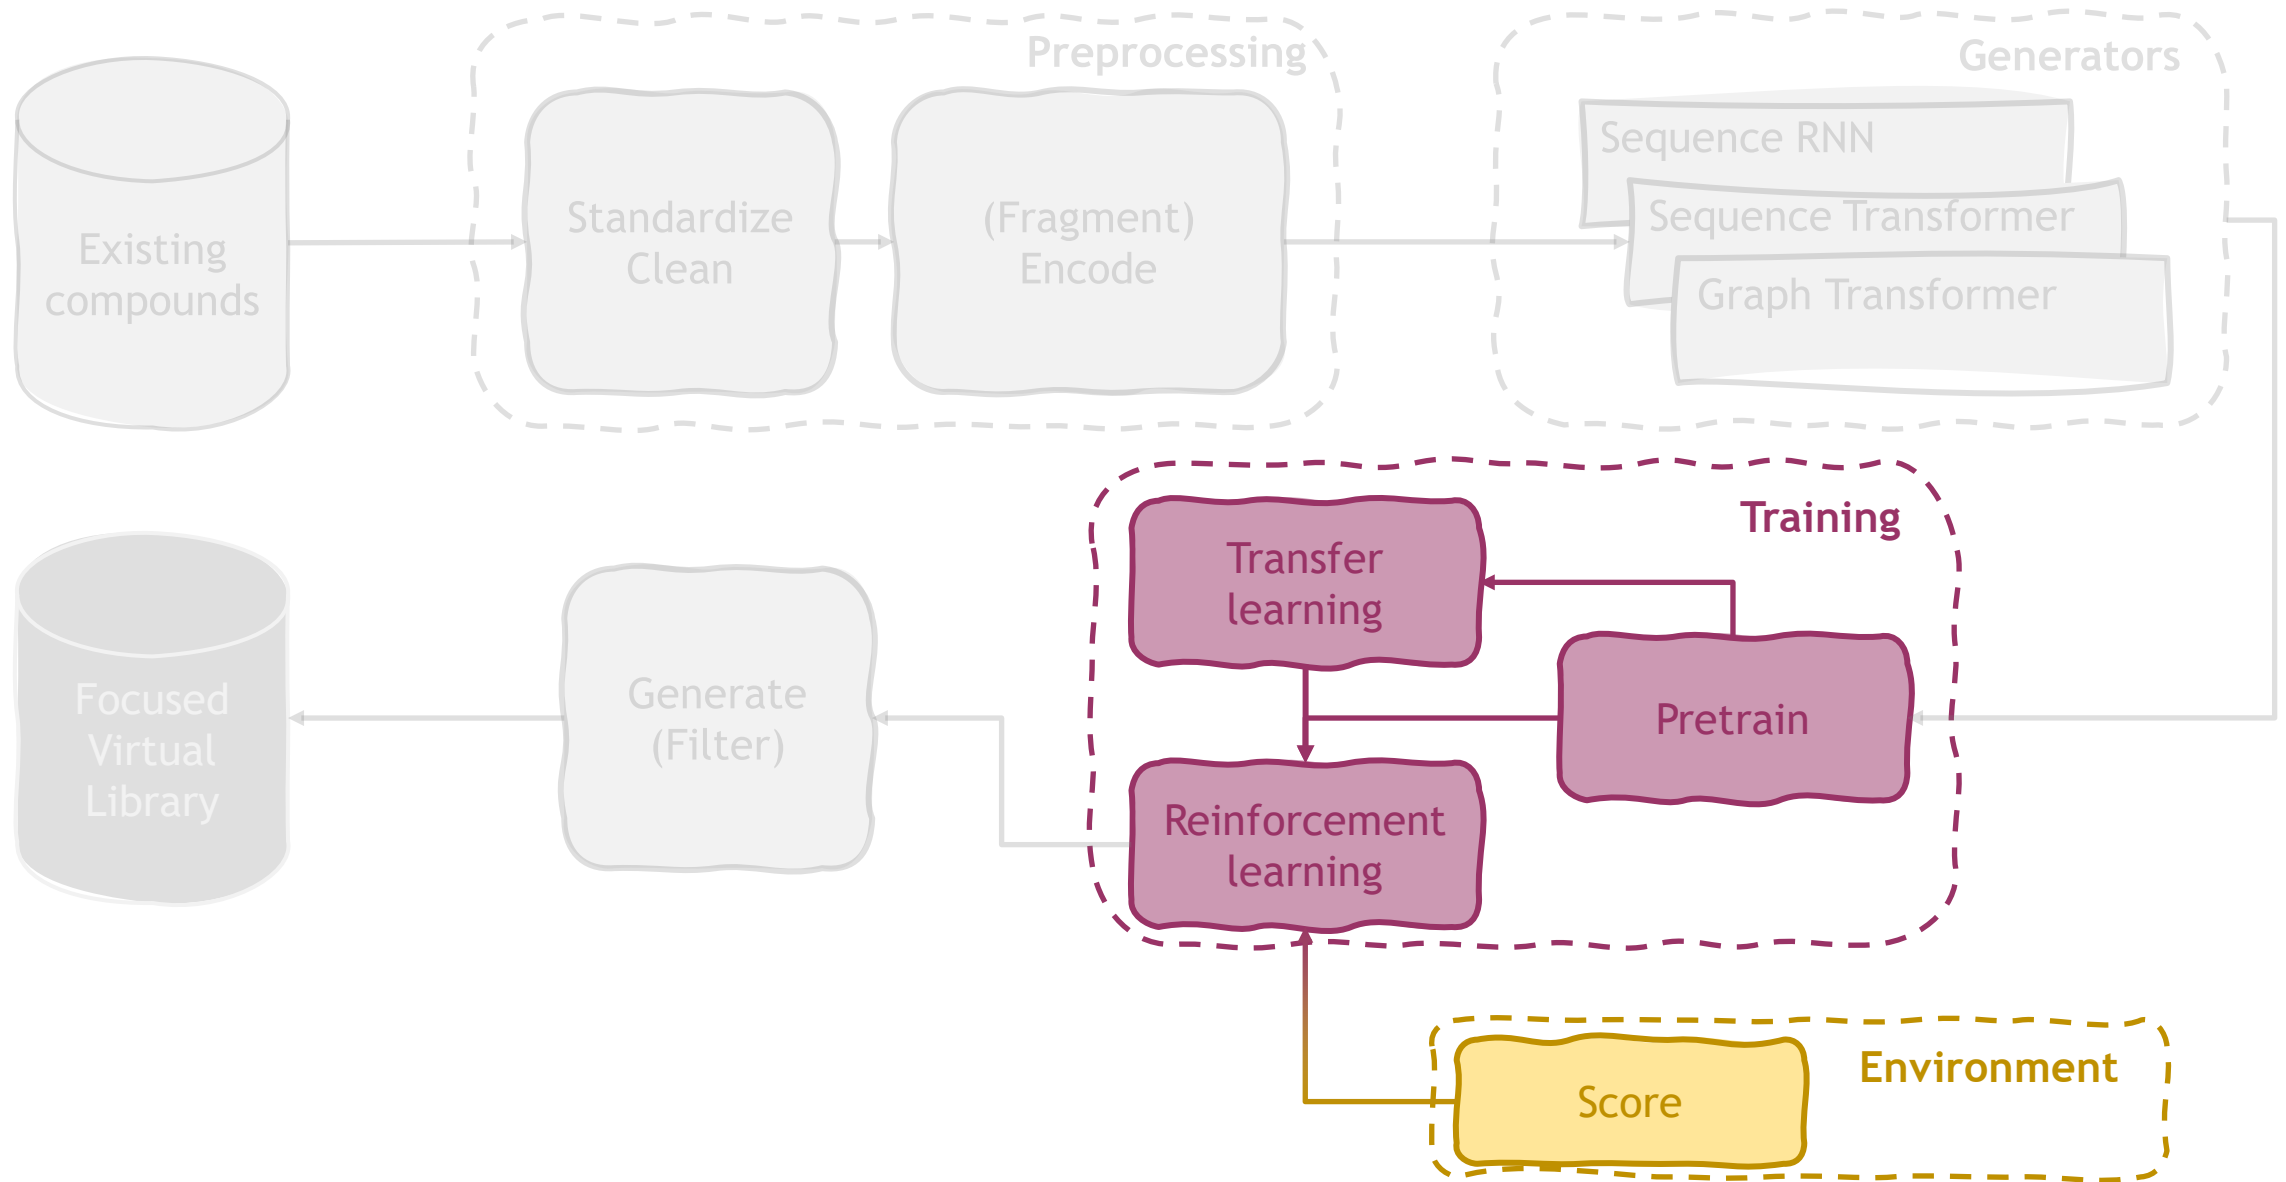 Preprocessing
Generators
Existing
compounds
Standardize
Clean
(Fragment)
Encode
Sequence RNN
Sequence Transformer
Graph Transformer
Training
Transfer
learning
Pretrain
Reinforcement
learning
Generate
(Filter)
Focused
Virtual
Library
Environment
Score